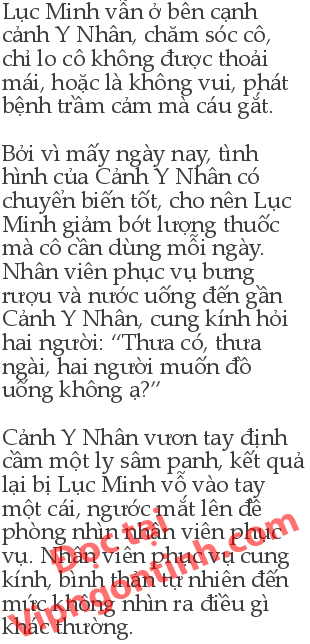 Lục Minh vẫn ở bên cạnh
cảnh Y Nhân, chăm sóc cô,
chỉ lo cô không được thoải
mái, hoặc là không vui, phát
bệnh trầm cảm mà cáu gắt.
Bởi vì mấy ngày nay, tình
hình của Cảnh Y Nhân có
chuyển biến tốt, cho nên Lục
Minh giảm bớt lượng thuốc
mà cô cần dùng mỗi ngày.
Nhân viên phục vụ bưng
rượu và nước uống đến gần
Cảnh Y Nhân, cung kính hỏi
hai người: “Thưa có, thưa
ngài, hai người muốn đồ
uống không ạ?”
Cảnh Y Nhân vươn tay định
cầm một ly sâm panh, kết quả
lại bị Lục Minh vỗ vào tay
một cái, ngước mắt lên đề
phòng nhìn nhân viên phục
vụ. Nhân viên phục vụ cung
kính, bình thản tự nhiên đến
mức không nhìn ra điều gì
khác thường.
Đọc tại
Vipngontinh.com